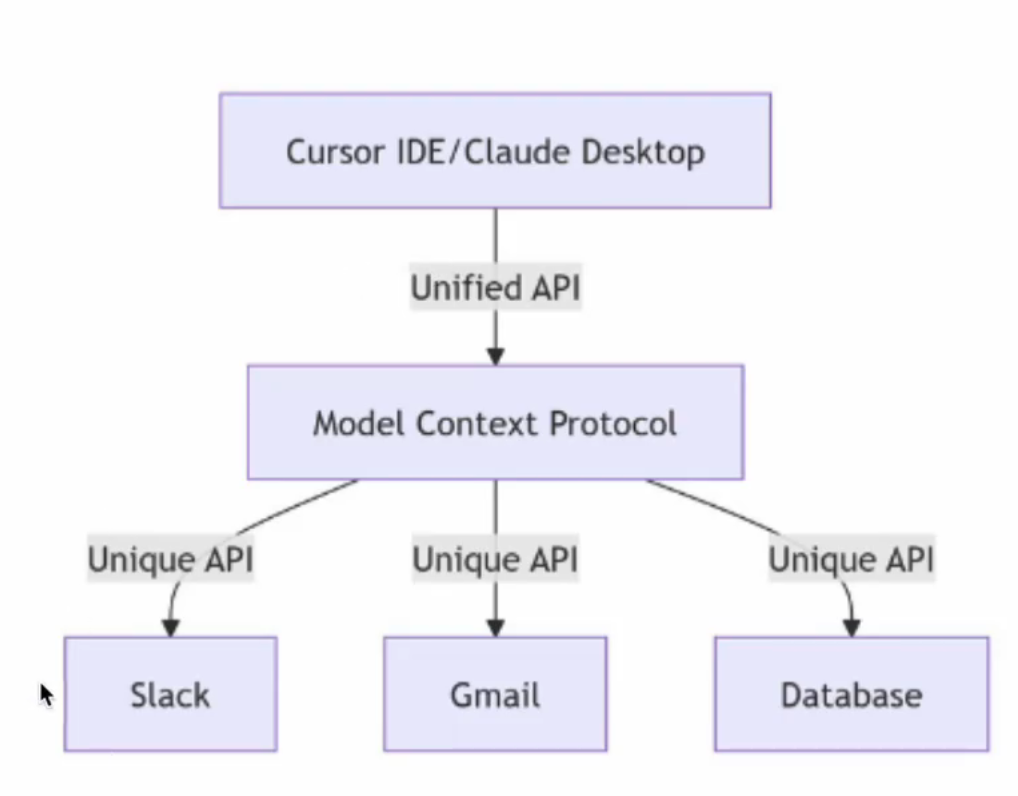 Cursor IDE/Claude Desktop
Unified API
Model Context Protocol
Unique API
Unique API
Unique API
Slack
Gmail
Database